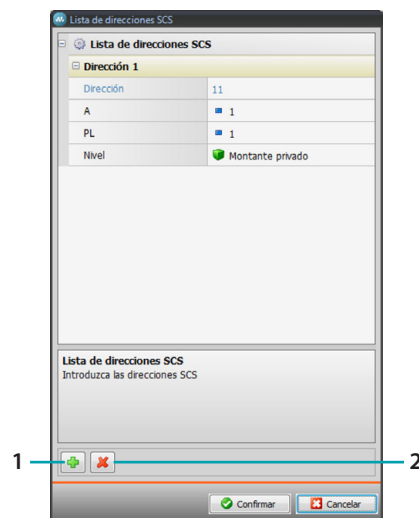 Lista de direcciones SCS
Lista de direcciones SCS
Dirección 1
Dirección 11
A 1
PL 1
Nivel Montante privado
Lista de direcciones SCS
Introduzca las direcciones SCS
1 2
Confirmar Cancelar